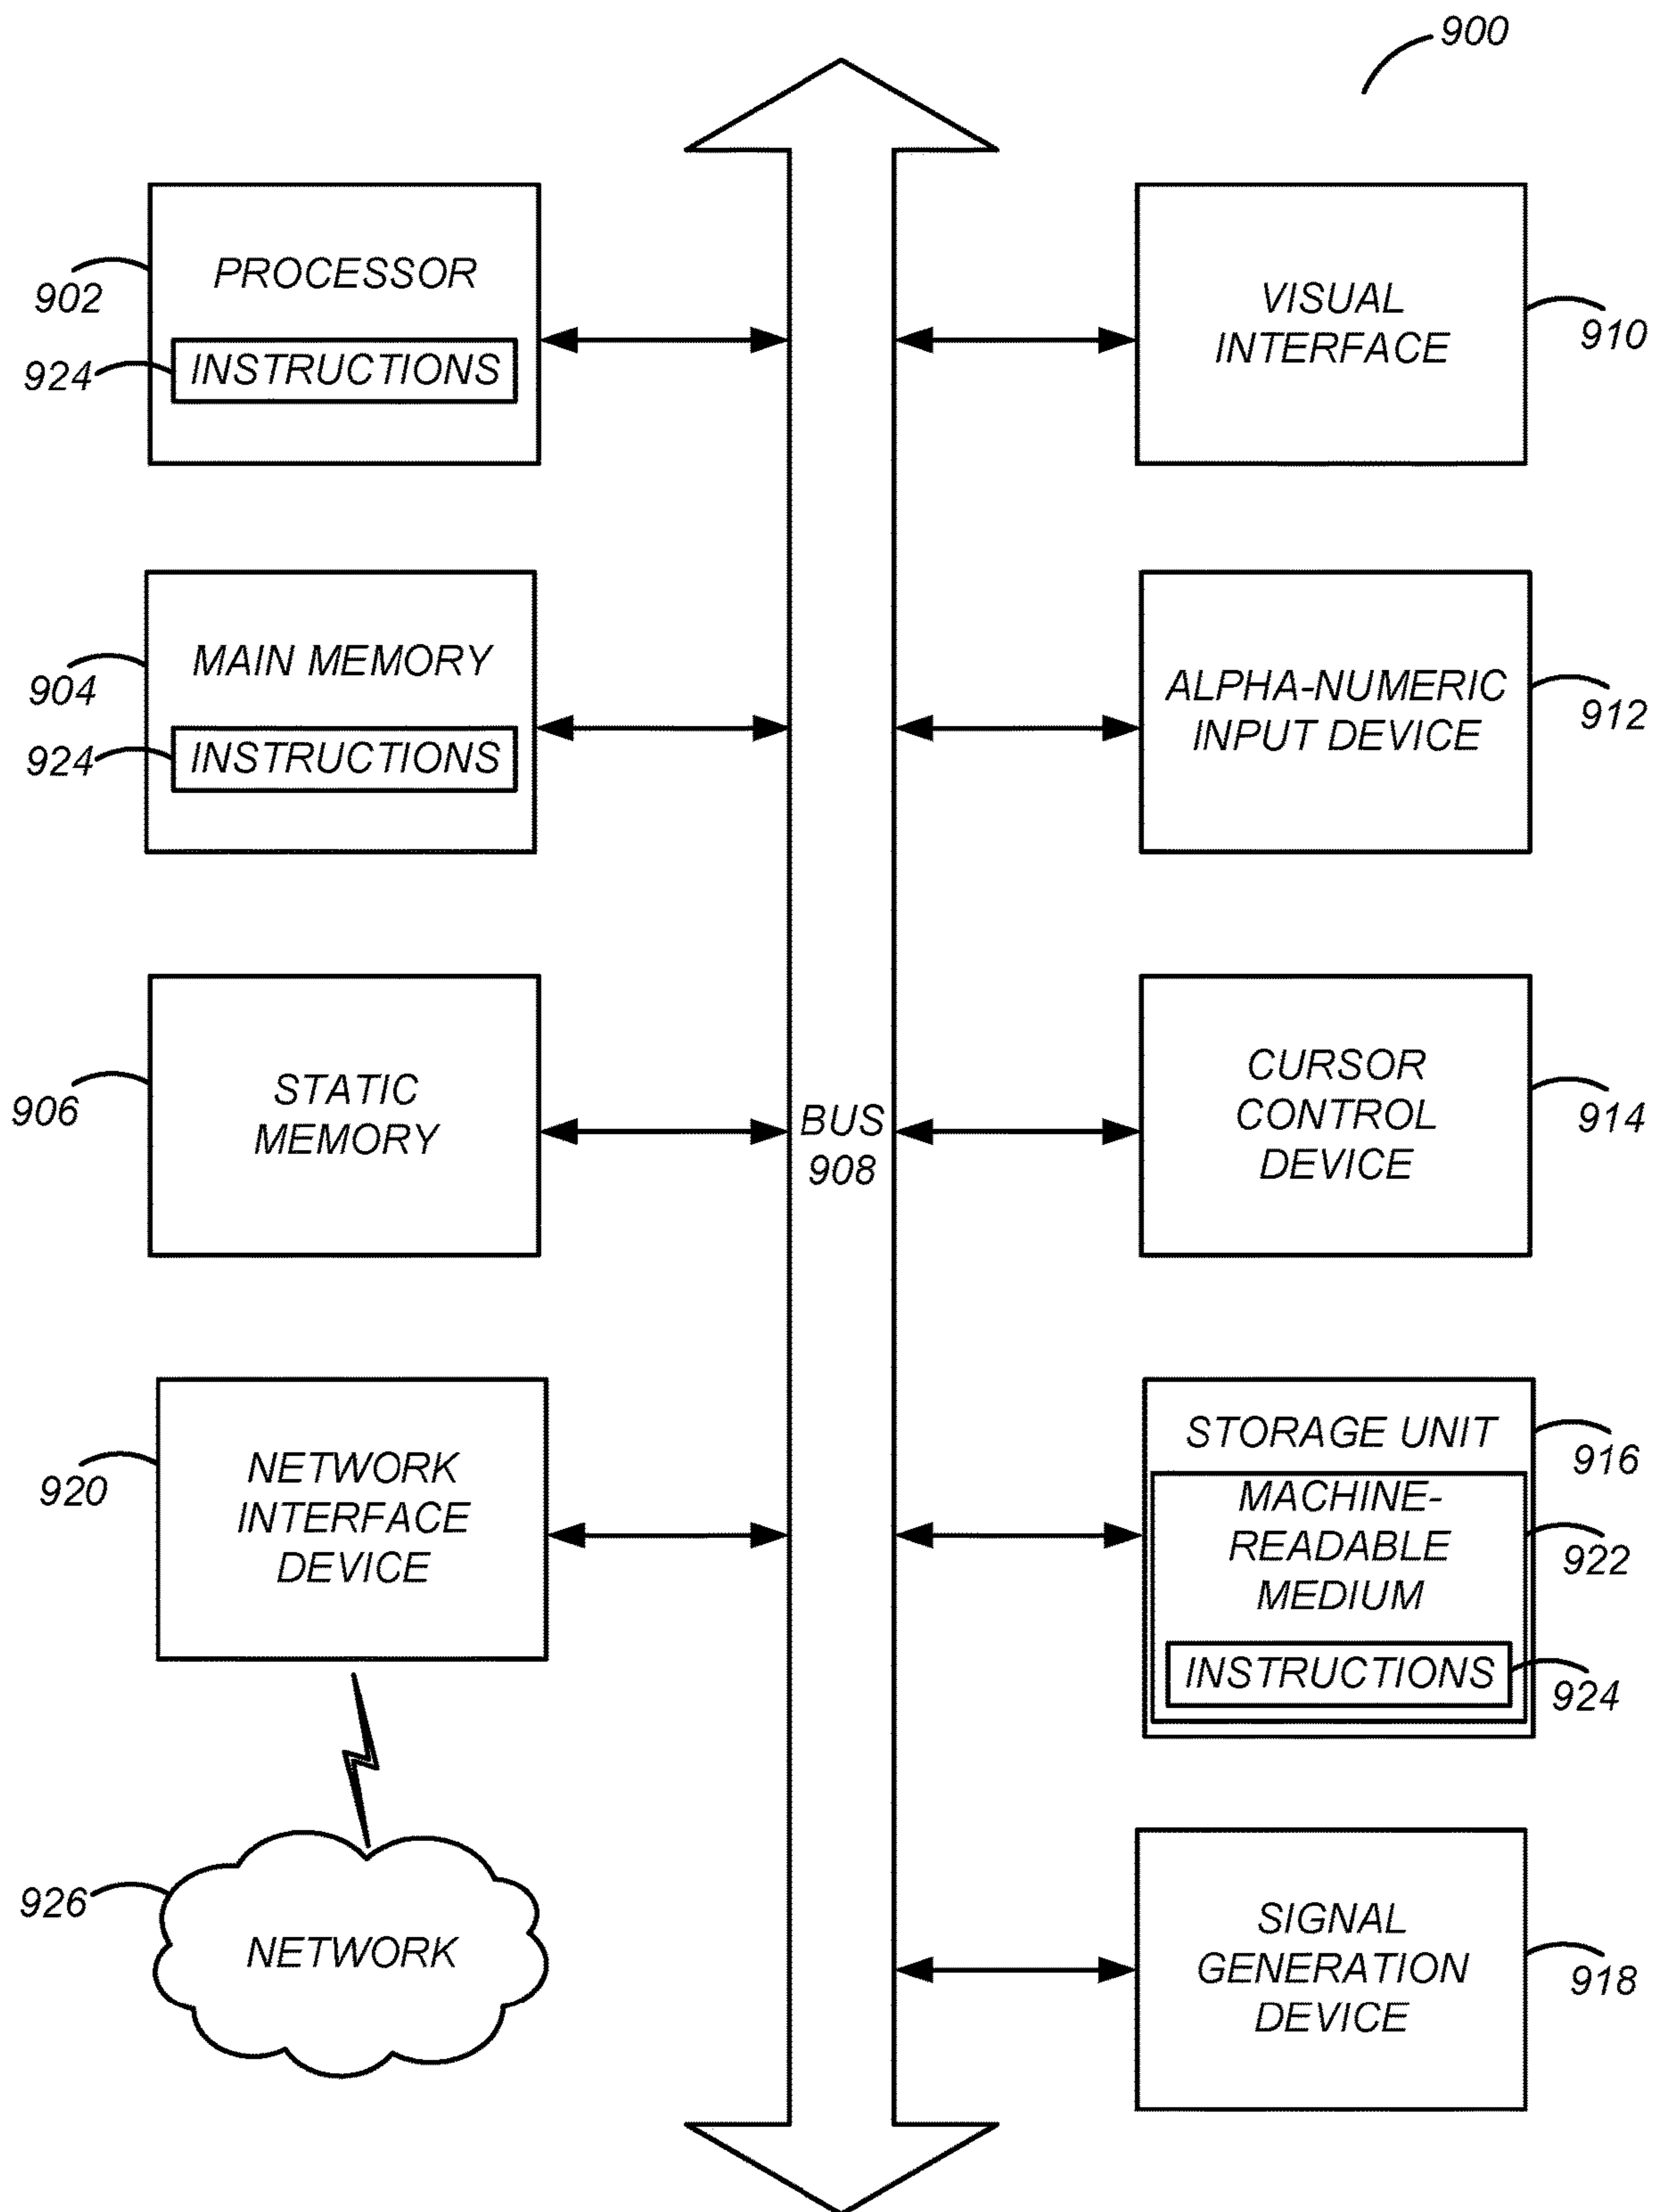 900
PROCESSOR
902
924
INSTRUCTIONS
VISUAL
INTERFACE
910
MAIN MEMORY
904
924
INSTRUCTIONS
ALPHA-NUMERIC
INPUT DEVICE
912
STATIC
MEMORY
906
BUS
908
CURSOR
CONTROL
DEVICE
914
NETWORK
INTERFACE
DEVICE
920
STORAGE UNIT
916
MACHINE-
READABLE
MEDIUM
922
INSTRUCTIONS
924
926
NETWORK
SIGNAL
GENERATION
DEVICE
918